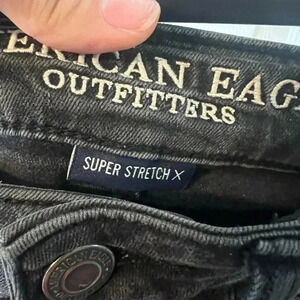 ERICAN EAG
OUTFITTERS
SUPER STRETCH X